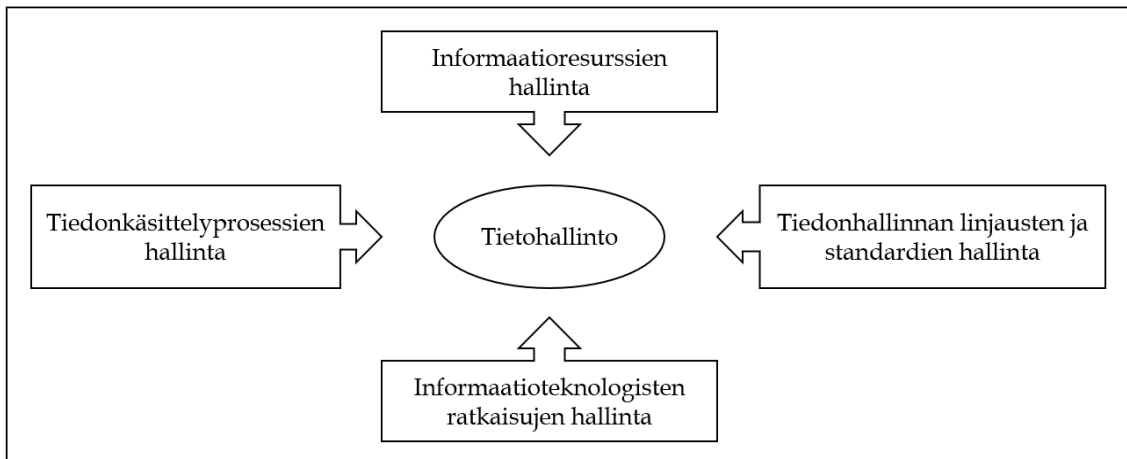 Informaatioresurssien
hallinta
Tiedonkäsittelyprosessien
hallinta
Tietohallinto
Tiedonhallinnan linjausten ja
standardien hallinta
Informaatioteknologisten
ratkaisujen hallinta